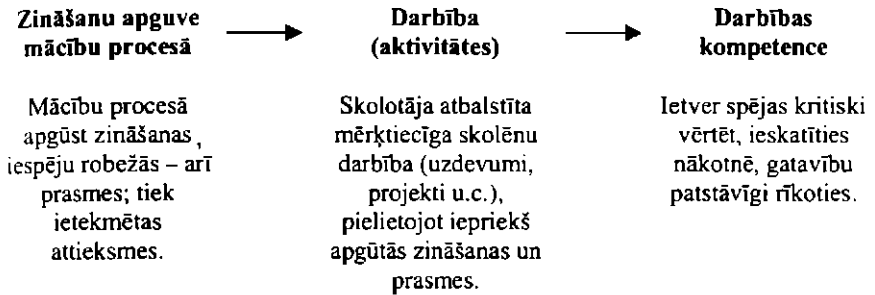 Zināšanu apguve
mācību procesā
Darbība
(aktivitātes)
Darbības
kompetence
Mācību procesā
apgūst zināšanas,
iespēju robežās – arī
prasmes; tiek
ietekmētas
attieksmes.
Skolotāja atbalstīta
mērķtiecīga skolēnu
darbība (uzdevumi,
projekti u.c.),
pielietojot iepriekš
apgūtās zināšanas un
prasmes.
Ietver spējas kritiski
vērtēt, ieskatīties
nākotnē, gatavību
patstāvīgi rīkoties.